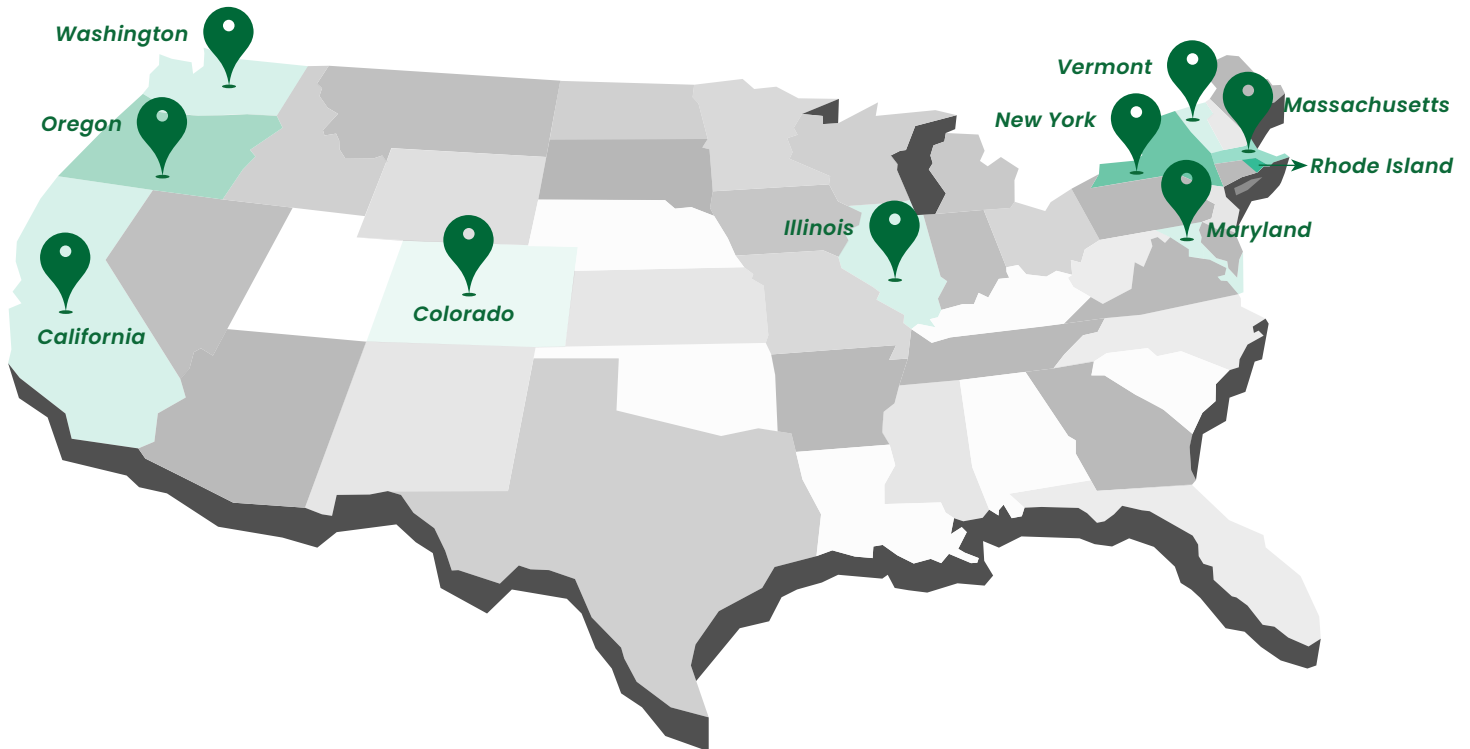 Washington
Vermont
Massachusetts
New York
Oregon
Rhode Island
Illinois
Maryland
Colorado
California